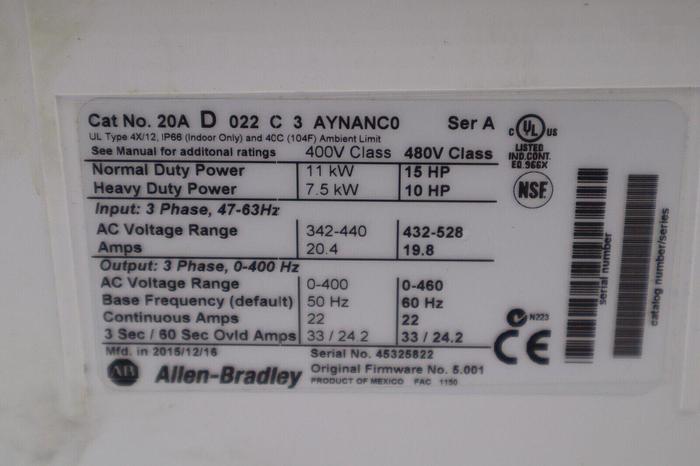 Cat No. 20A D 022 C 3 AYNANC0 Ser A
UL Type 4X/12, IP66 (Indoor Only) and 40C (104F) Ambient Limit
See Manual for additonal ratings 400V Class 480V Class
Normal Duty Power 11 kW 15 HP
Heavy Duty Power 7.5 kW 10 HP
Input: 3 Phase, 47-63Hz
AC Voltage Range 342-440 432-528
Amps 20.4 19.8
Output: 3 Phase, 0-400 Hz
AC Voltage Range 0-400 0-460
Base Frequency (default) 50 Hz 60 Hz
Continuous Amps 22 22
3 Sec / 60 Sec Ovld Amps 33 / 24.2 33 / 24.2
Mfd. in 2015/12/16 Serial No. 45325822
AB Allen-Bradley Original Firmware No. 5.001
PRODUCT OF MEXICO FAC 1150
c UL us
LISTED
IND.CONT.
EQ.966X
NSF
N223
CE
serial number
catalog number/series